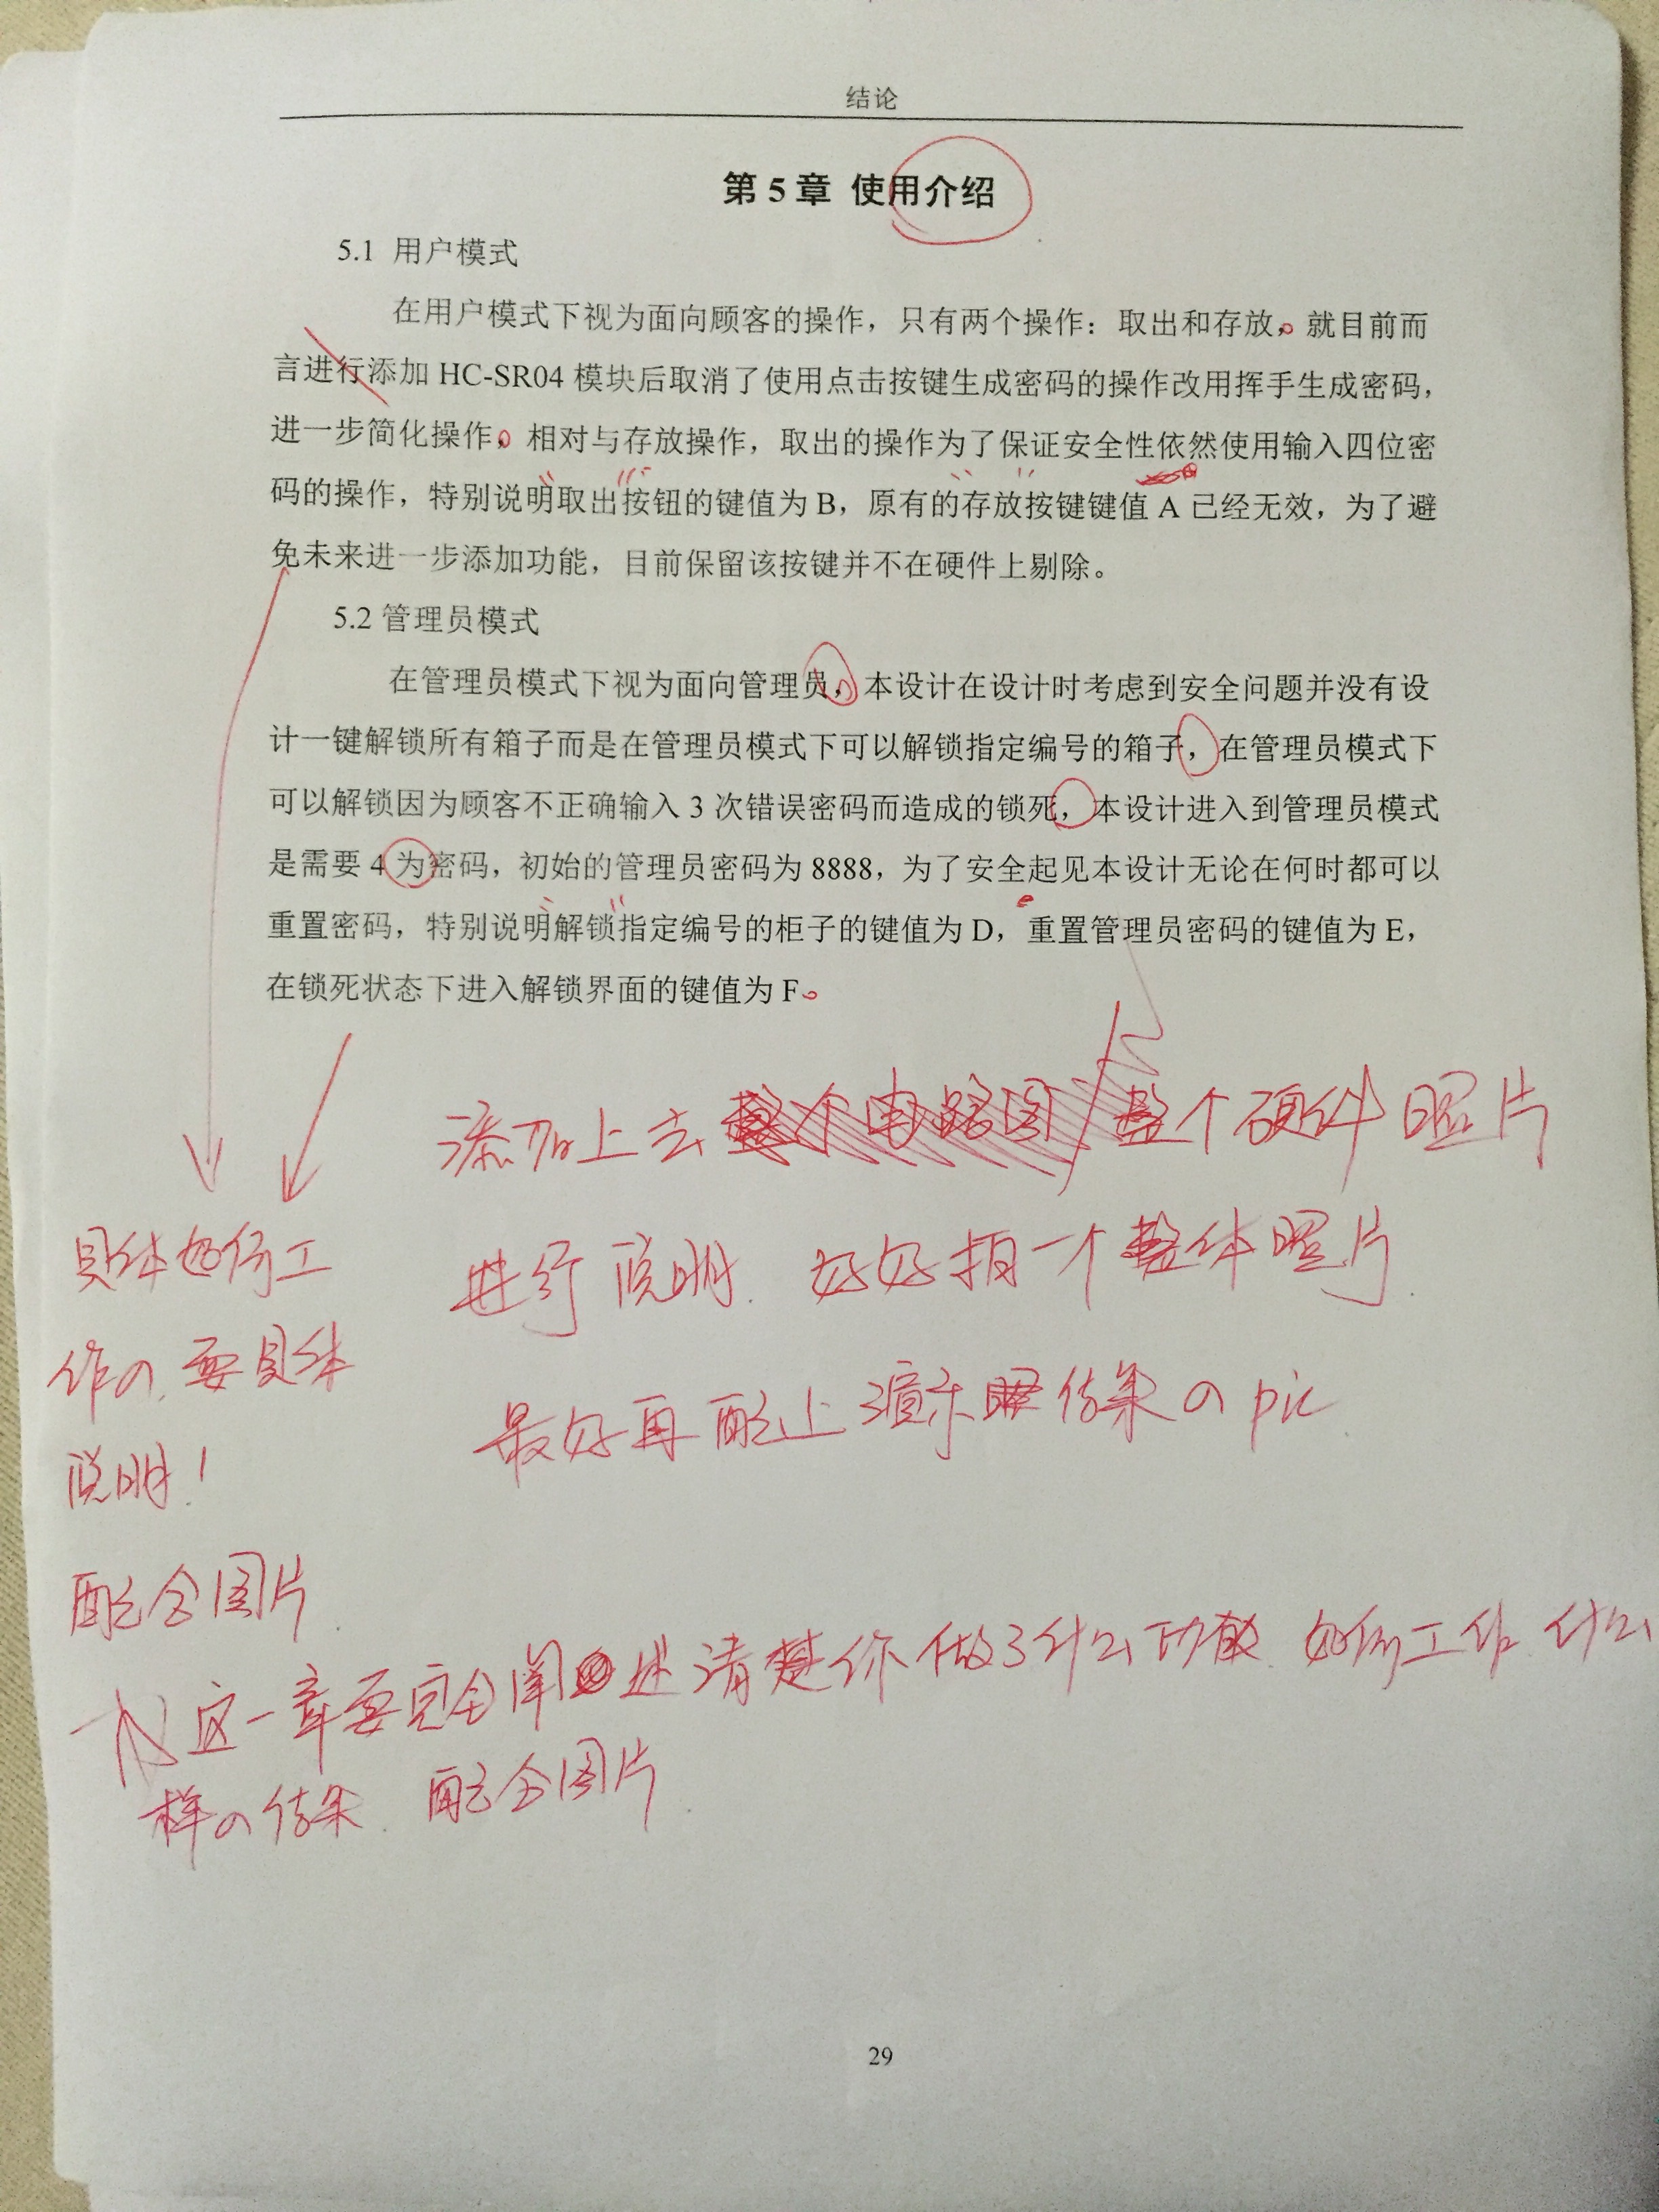 结论
第 5 章 使用介绍
5.1 用户模式
在用户模式下视为面向顾客的操作，只有两个操作：取出和存放。就目前而
言进行添加 HC-SR04 模块后取消了使用点击按键生成密码的操作改用挥手生成密码，
进一步简化操作。相对与存放操作，取出的操作为了保证安全性依然使用输入四位密
码的操作，特别说明取出按钮的键值为 B，原有的存放按键键值 A 已经无效，为了避
免未来进一步添加功能，目前保留该按键并不在硬件上剔除。
5.2 管理员模式
在管理员模式下视为面向管理员，本设计在设计时考虑到安全问题并没有设
计一键解锁所有箱子而是在管理员模式下可以解锁指定编号的箱子，在管理员模式下
可以解锁因为顾客不正确输入 3 次错误密码而造成的锁死，本设计进入到管理员模式
是需要 4 为密码，初始的管理员密码为 8888，为了安全起见本设计无论在何时都可以
重置密码，特别说明解锁指定编号的柜子的键值为 D，重置管理员密码的键值为 E，
在锁死状态下进入解锁界面的键值为 F。
添加上去 整个电路图 整个硬件照片
进行说明. 好好拍一个整体照片.
最好再配上演示结果の pic
具体如何工
作の, 要具体
说明!
配合图片.
这一章要完全阐述清楚你做了什么功能 如何工作 什么
样の结果. 配合图片.
29